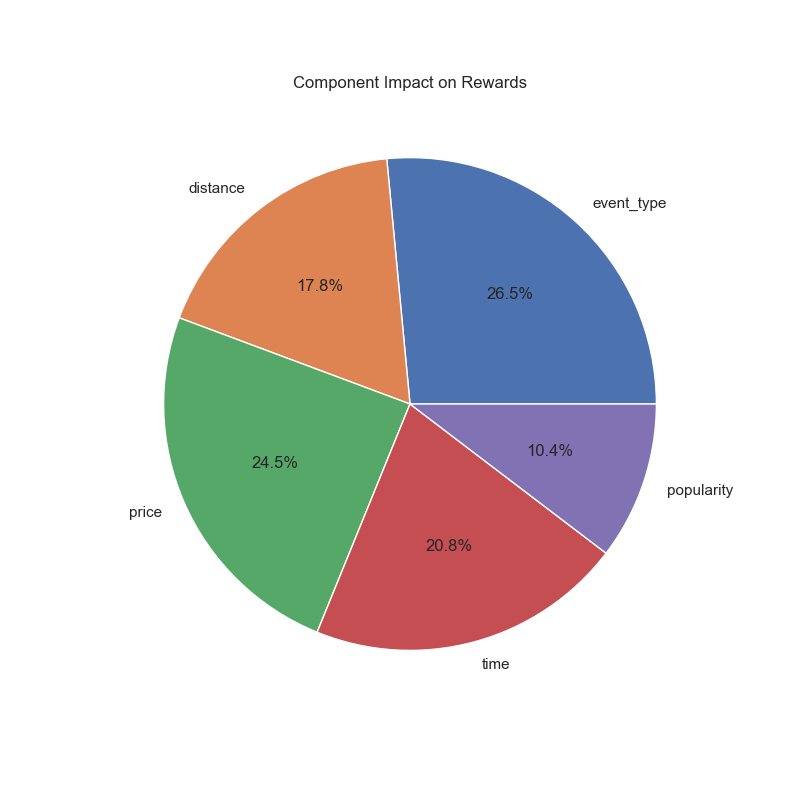 Component Impact on Rewards
distance
event_type
17.8%
26.5%
24.5%
10.4%
popularity
price
20.8%
time